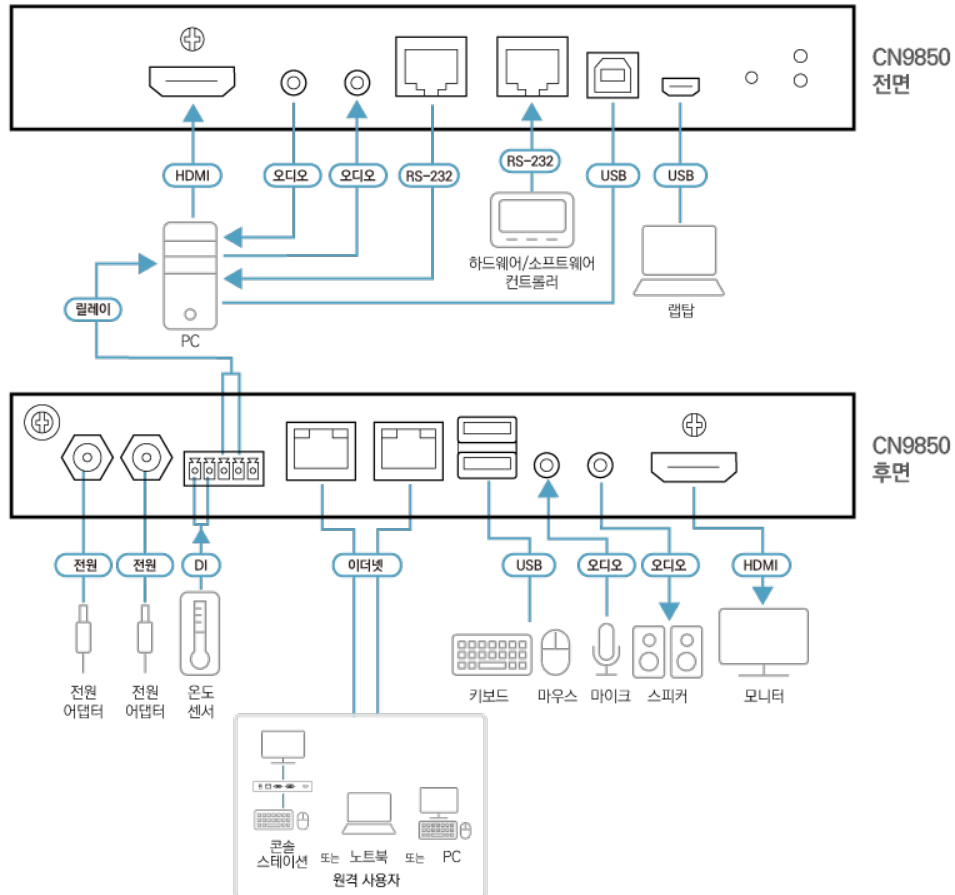 CN9850
전면
HDMI
오디오
오디오
RS-232
RS-232
USB
USB
하드웨어/소프트웨어
컨트롤러
랩탑
릴레이
PC
CN9850
후면
전원
전원
DI
이더넷
USB
오디오
오디오
HDMI
전원
어댑터
전원
어댑터
온도
센서
키보드
마우스
마이크
스피커
모니터
콘솔
스테이션
또는
노트북
또는
PC
원격 사용자